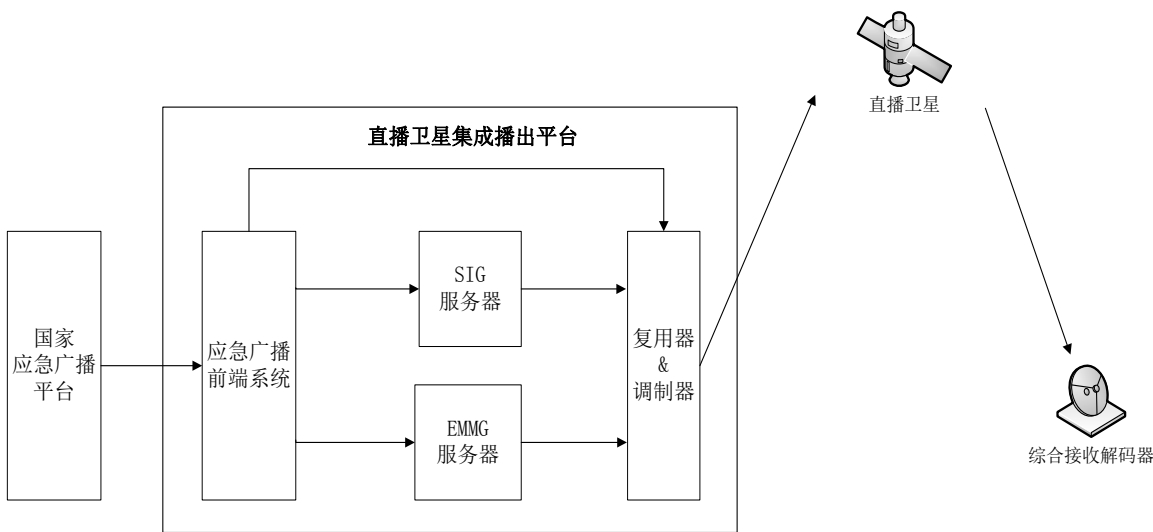 直播卫星
直播卫星集成播出平台
国家
应急广播
平台
应急广播
前端系统
SIG
服务器
EMMG
服务器
复用器
&
调制器
综合接收解码器